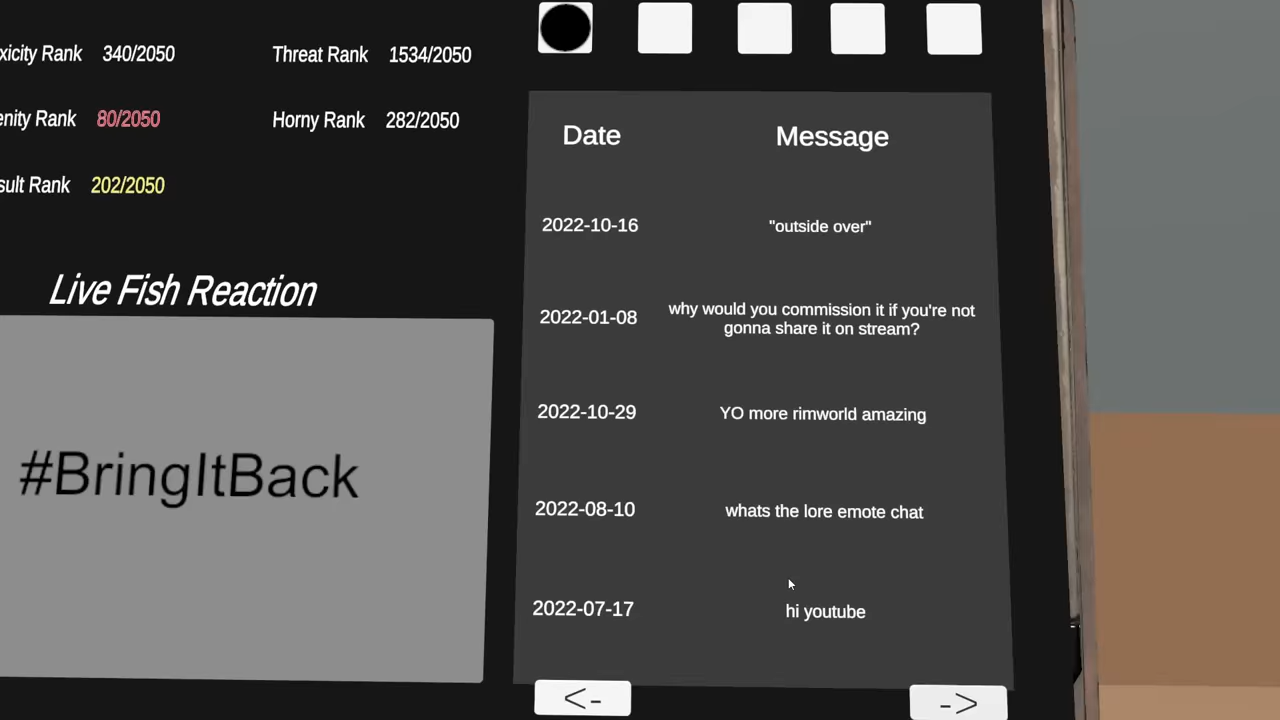 xicity Rank 340/2050 Threat Rank 1534/2050
enity Rank 80/2050 Horny Rank 282/2050
sult Rank 202/2050
Live Fish Reaction
#BringItBack
Date Message
2022-10-16 "outside over"
2022-01-08 why would you commission it if you're not
gonna share it on stream?
2022-10-29 YO more rimworld amazing
2022-08-10 whats the lore emote chat
2022-07-17 hi youtube
<- ->